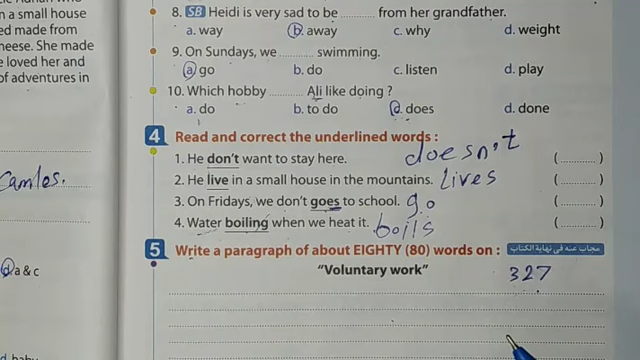 in a small house
ed made from
heese. She made
e loved her and
of adventures in
8. SB Heidi is very sad to be .......... from her grandfather.
a. way b. away c. why d. weight
9. On Sundays, we .......... swimming.
a. go b. do c. listen d. play
10. Which hobby .......... Ali like doing ?
a. do b. to do c. does d. done
4 Read and correct the underlined words :
1. He don't want to stay here. doesn't (..........)
2. He live in a small house in the mountains. Lives (..........)
Camles.
3. On Fridays, we don't goes to school. go (..........)
4. Water boiling when we heat it. boils (..........)
5 Write a paragraph of about EIGHTY (80) words on : مجاب عنه فى نهاية الكتاب
d a & c
"Voluntary work" 327